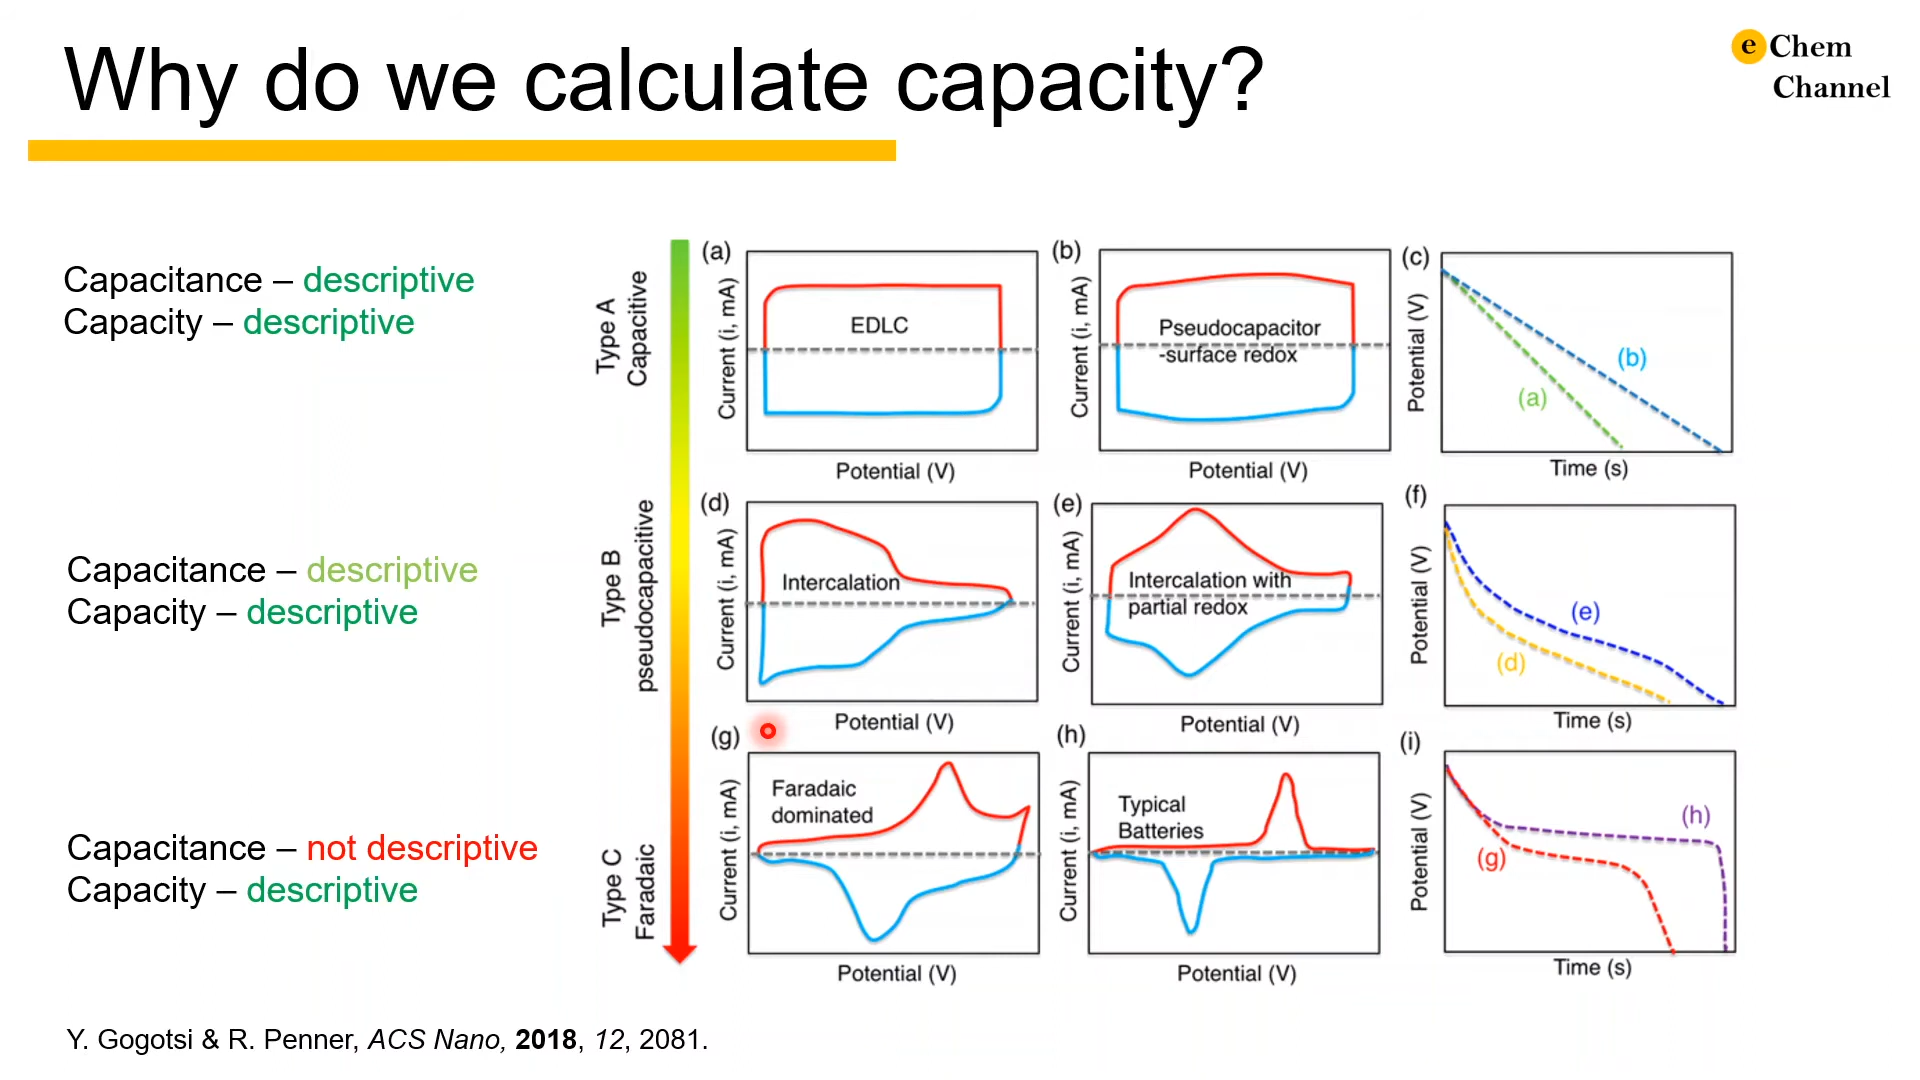 Why do we calculate capacity?
e Chem
Channel
Capacitance – descriptive
Capacity – descriptive
Capacitance – descriptive
Capacity – descriptive
Capacitance – not descriptive
Capacity – descriptive
Type A
Capacitive
Type B
pseudocapacitive
Type C
Faradaic
(a)
Current (i, mA)
EDLC
Potential (V)
(b)
Current (i, mA)
Pseudocapacitor
-surface redox
Potential (V)
(c)
Potential (V)
(b)
(a)
Time (s)
(d)
Current (i, mA)
Intercalation
Potential (V)
(e)
Current (i, mA)
Intercalation with
partial redox
Potential (V)
(f)
Potential (V)
(e)
(d)
Time (s)
(g)
Current (i, mA)
Faradaic
dominated
Potential (V)
(h)
Current (i, mA)
Typical
Batteries
Potential (V)
(i)
Potential (V)
(h)
(g)
Time (s)
Y. Gogotsi & R. Penner, ACS Nano, 2018, 12, 2081.